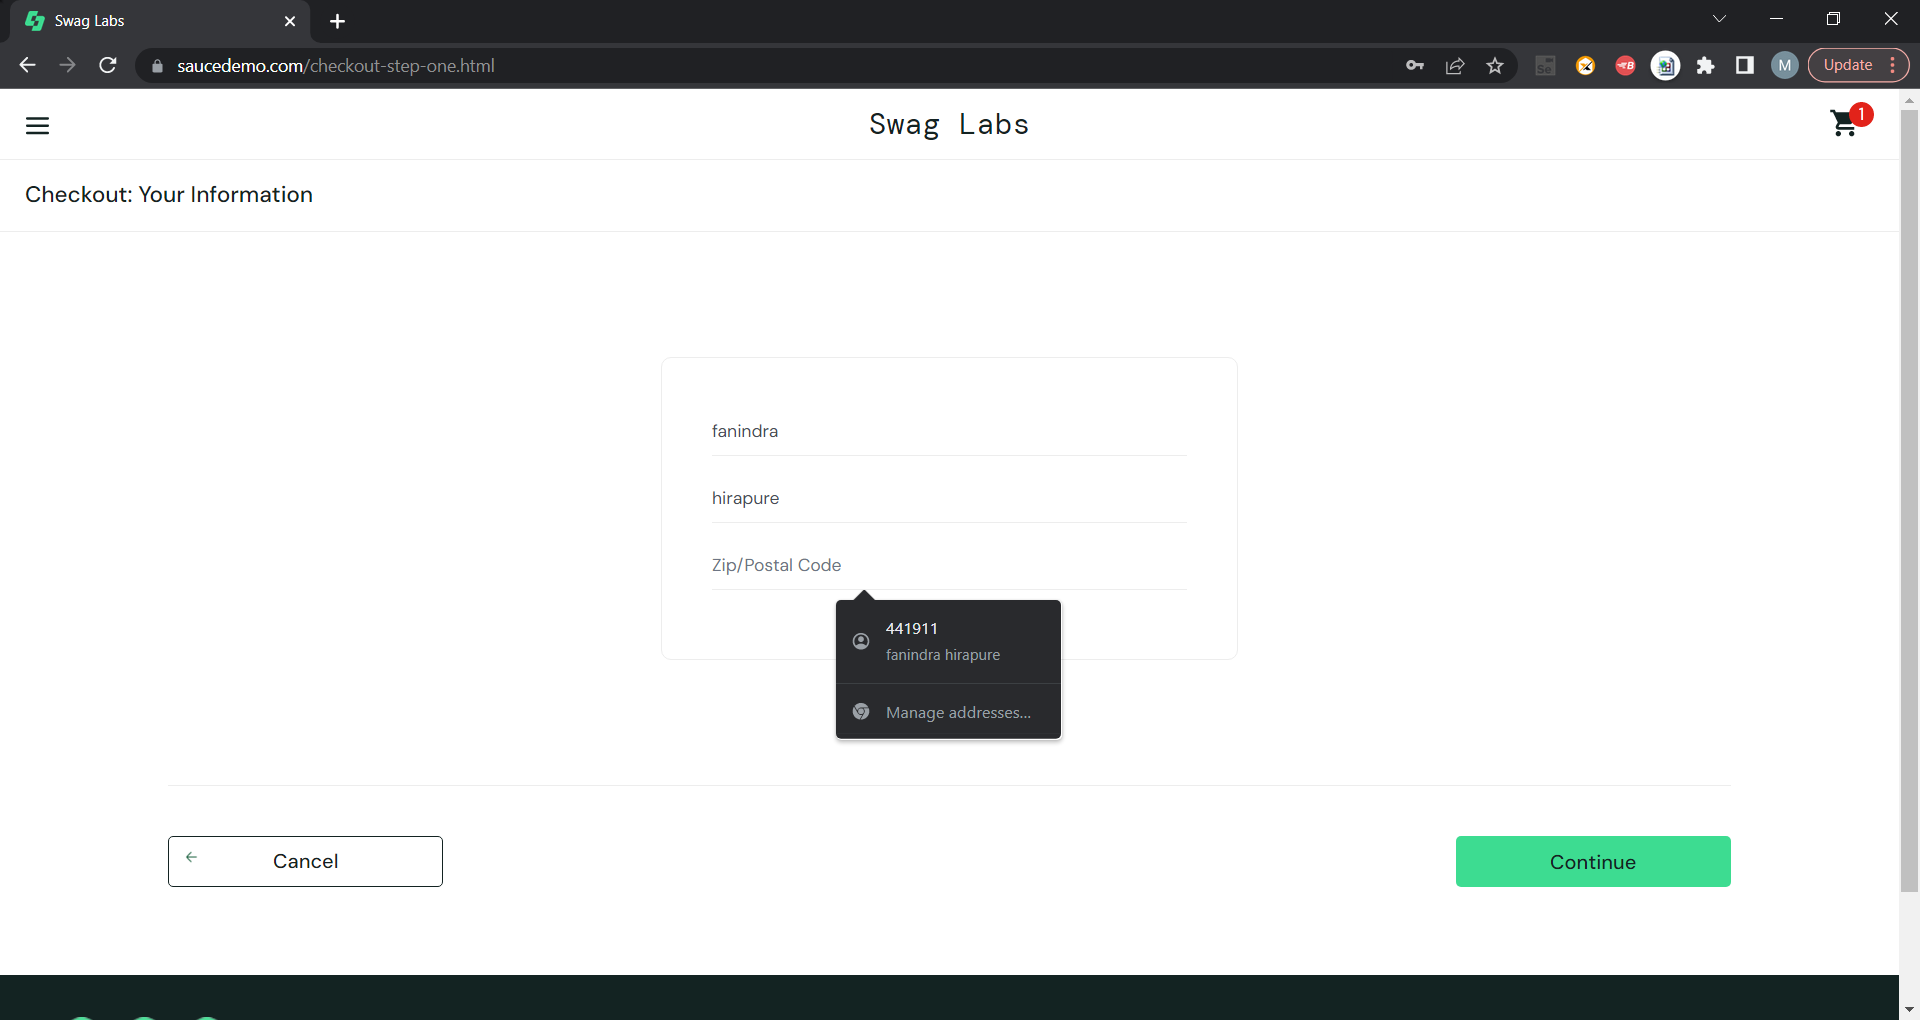 Swag Labs
saucedemo.com/checkout-step-one.html
Se
B
M
Update
Swag Labs
1
Checkout: Your Information
fanindra
hirapure
Zip/Postal Code
441911
fanindra hirapure
Manage addresses...
Cancel
Continue